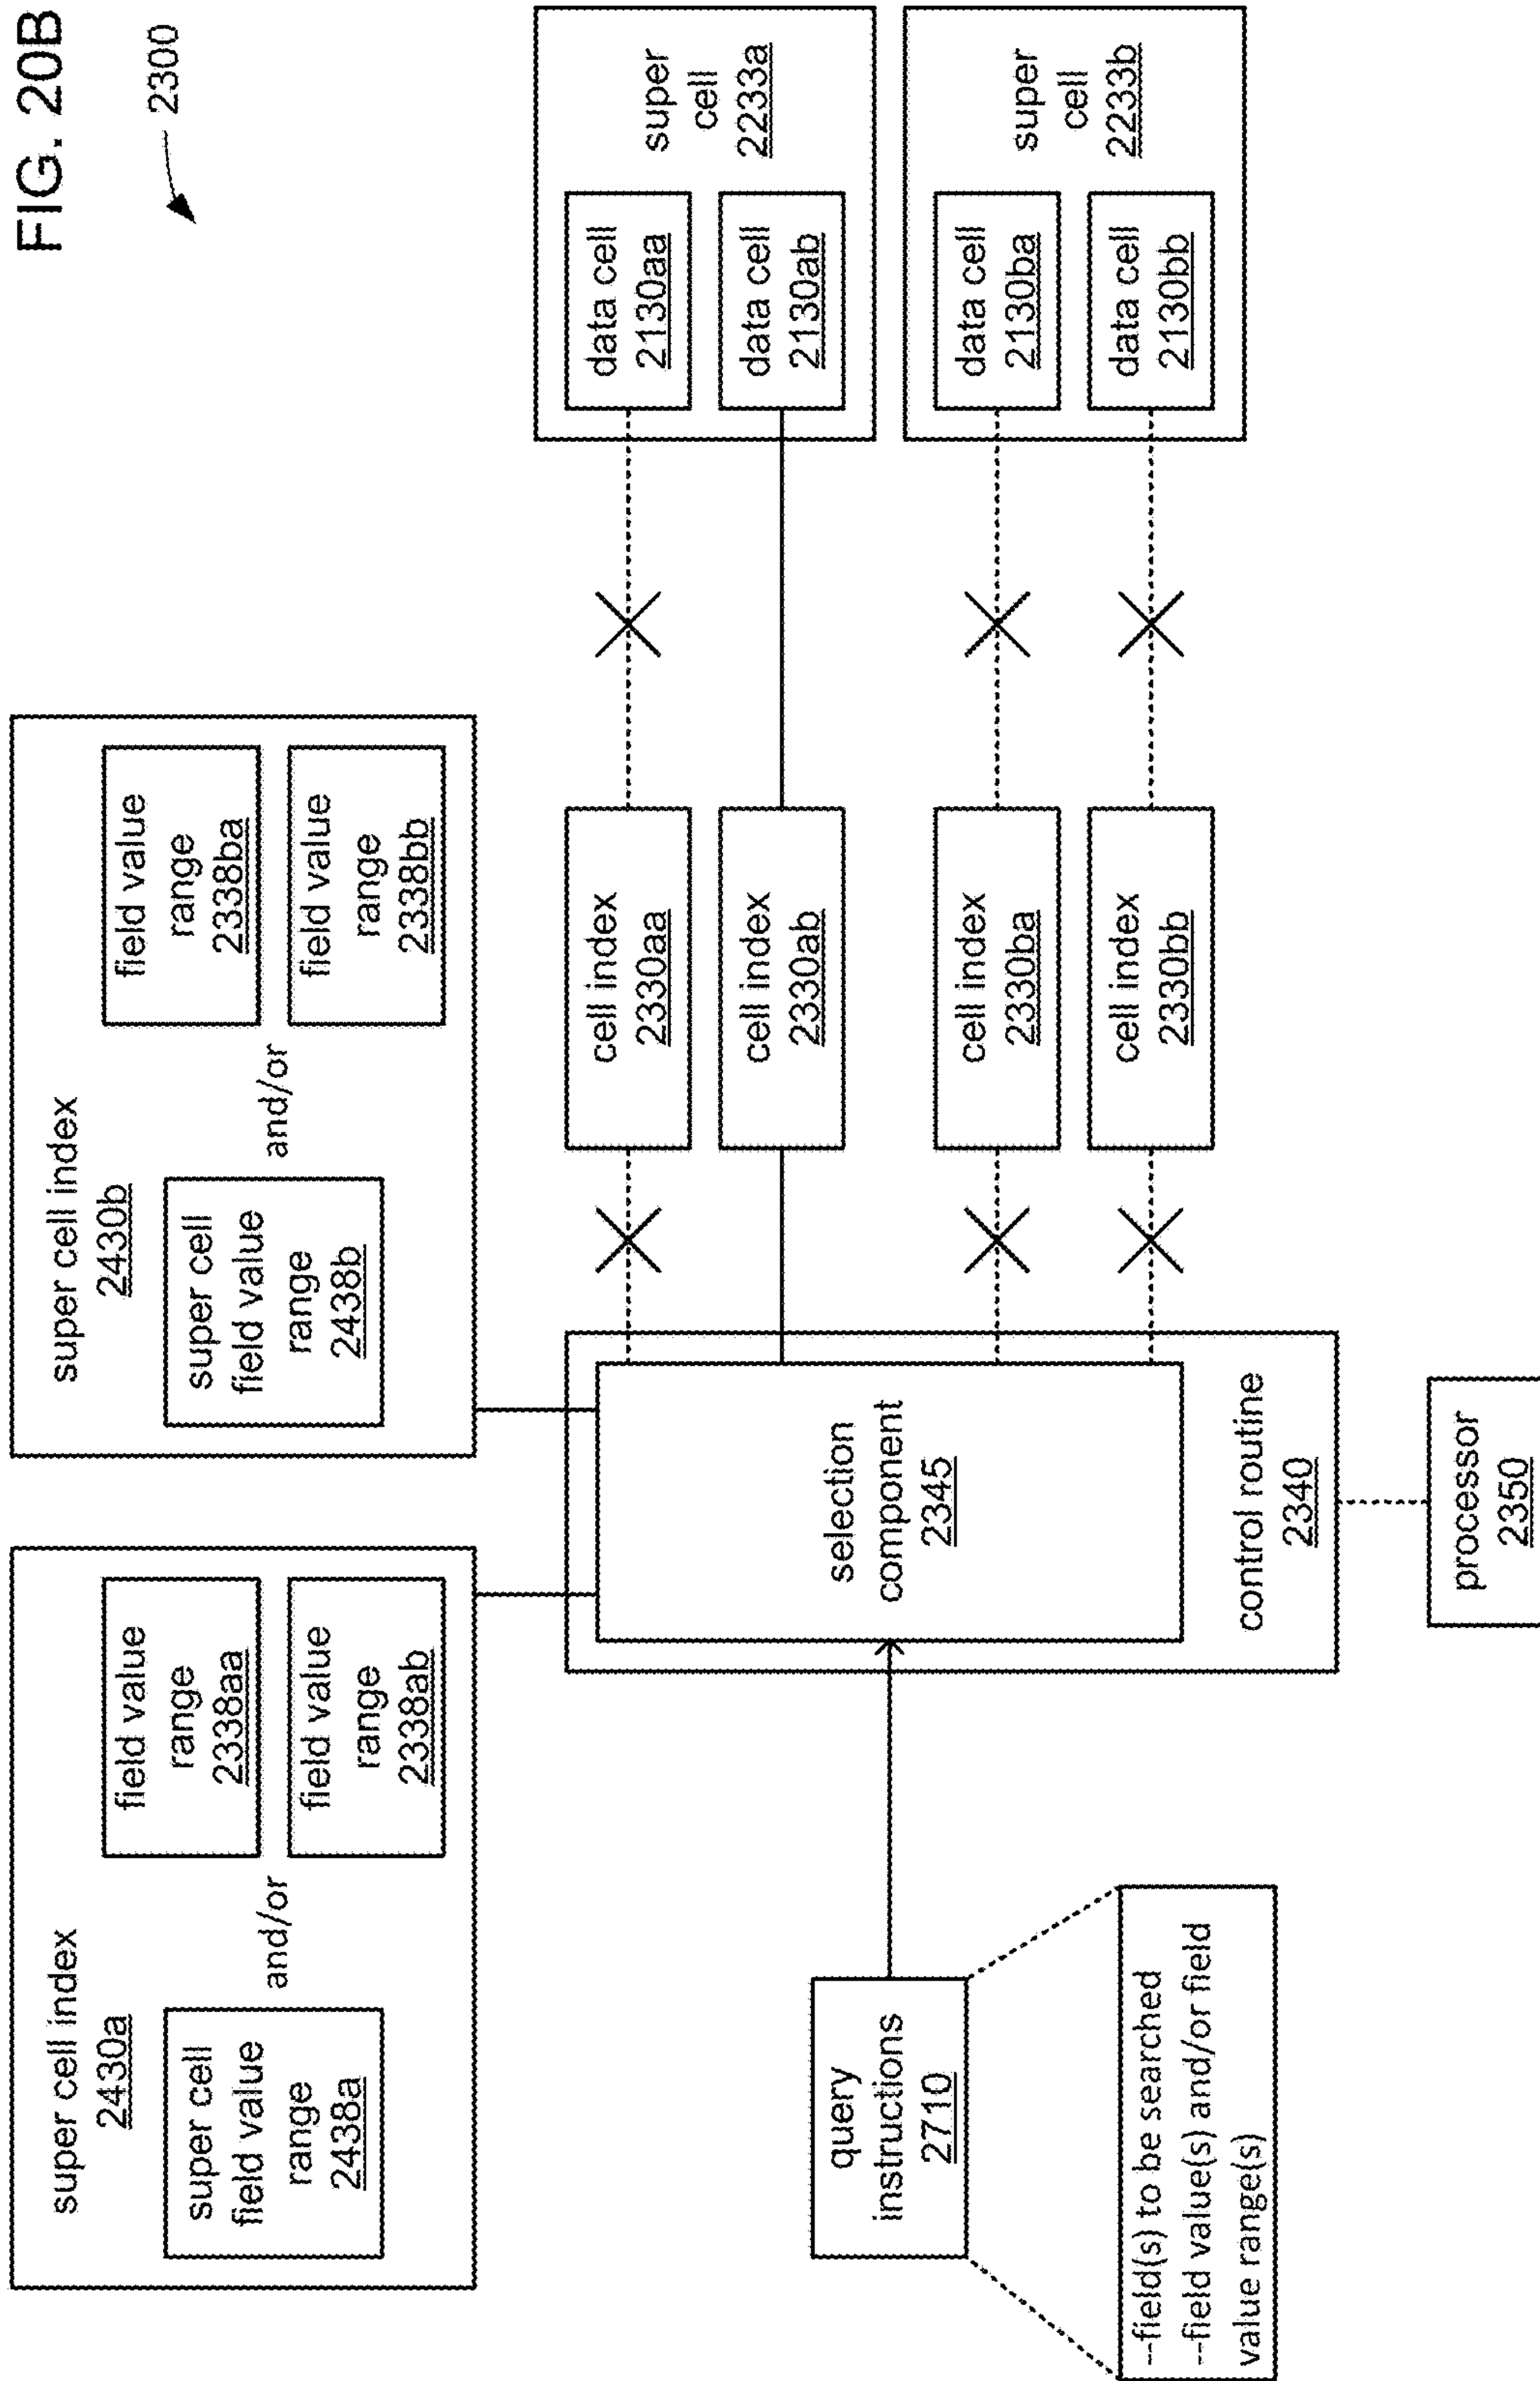 FIG. 20B
2300
super cell index
2430a
super cell
field value
range
2438a
and/or
field value
range
2338aa
field value
range
2338ab
super cell index
2430b
super cell
field value
range
2438b
and/or
field value
range
2338ba
field value
range
2338bb
query
instructions
2710
--field(s) to be searched
--field value(s) and/or field
value range(s)
selection
component
2345
control routine
2340
processor
2350
cell index
2330aa
cell index
2330ab
cell index
2330ba
cell index
2330bb
data cell
2130aa
data cell
2130ab
super
cell
2233a
data cell
2130ba
data cell
2130bb
super
cell
2233b